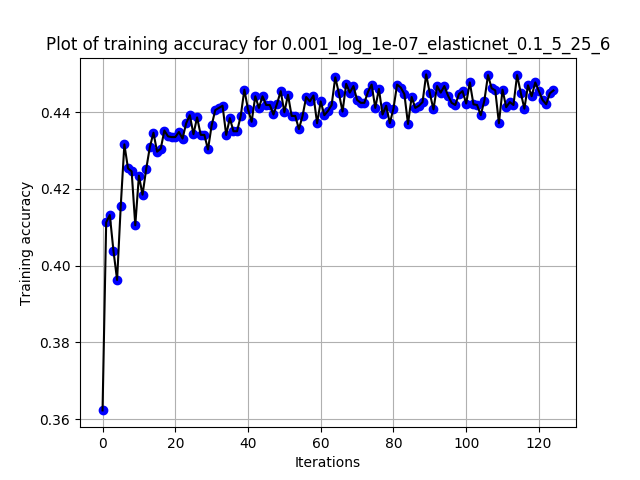 Plot of training accuracy for 0.001_log_1e-07_elasticnet_0.1_5_25_6
0.44
0.42
0.40
0.38
0.36
Training accuracy
0 20 40 60 80 100 120
Iterations